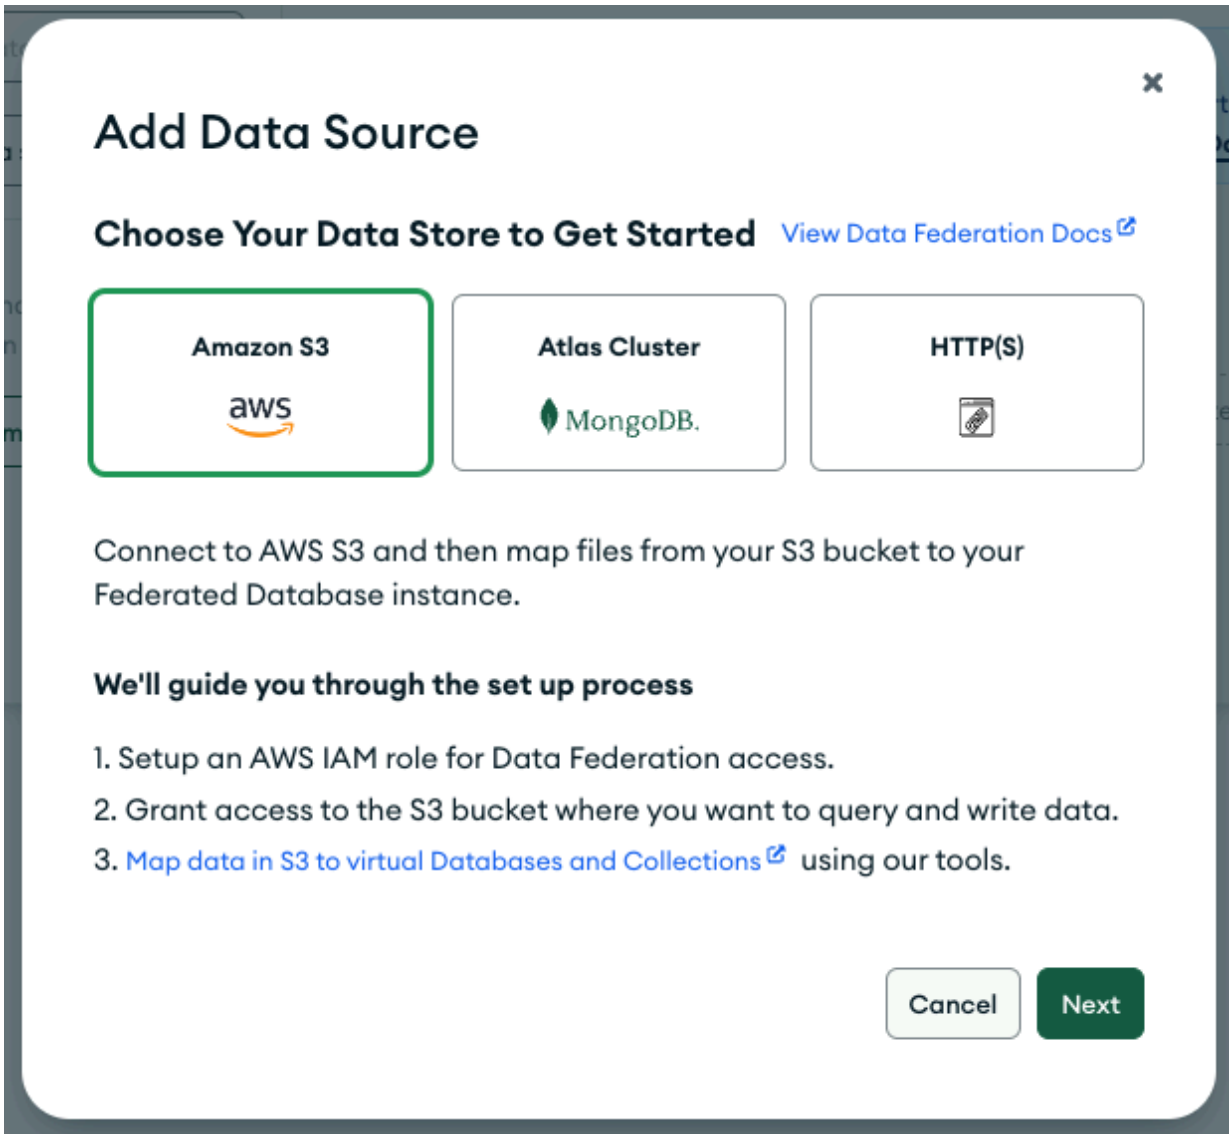 Add Data Source
Choose Your Data Store to Get Started View Data Federation Docs
Amazon S3 Atlas Cluster HTTP(S)
aws MongoDB.
Connect to AWS S3 and then map files from your S3 bucket to your
Federated Database instance.
We'll guide you through the set up process
1. Setup an AWS IAM role for Data Federation access.
2. Grant access to the S3 bucket where you want to query and write data.
3. Map data in S3 to virtual Databases and Collections using our tools.
Cancel Next